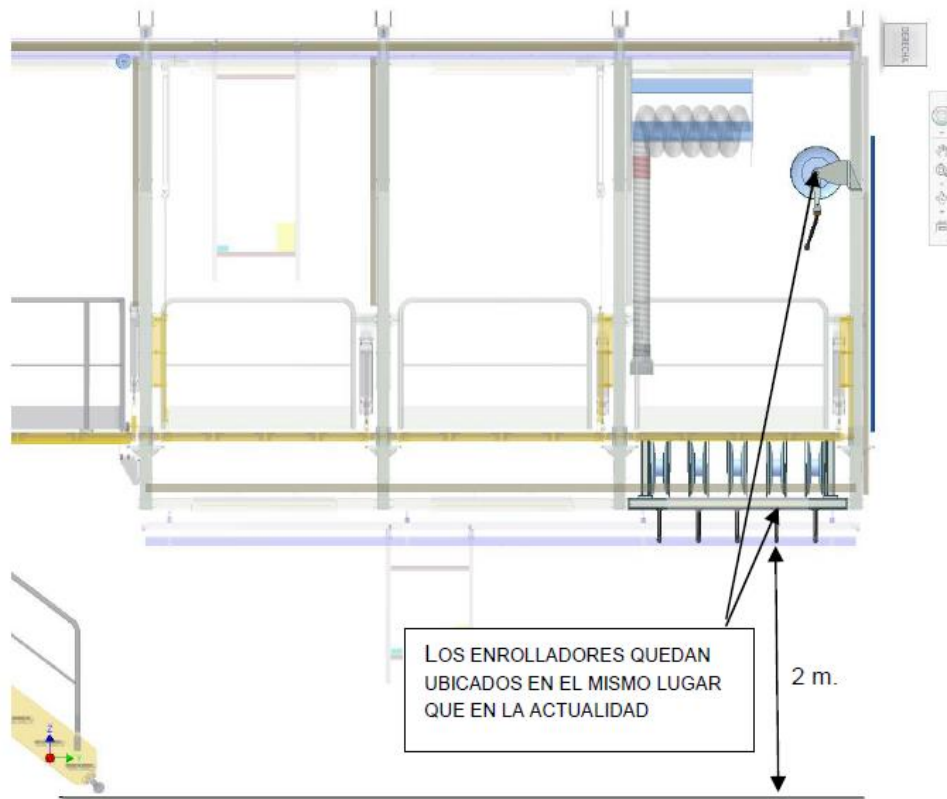 DERECHA
LOS ENROLLADORES QUEDAN
UBICADOS EN EL MISMO LUGAR
QUE EN LA ACTUALIDAD
2 m.
Z
Y